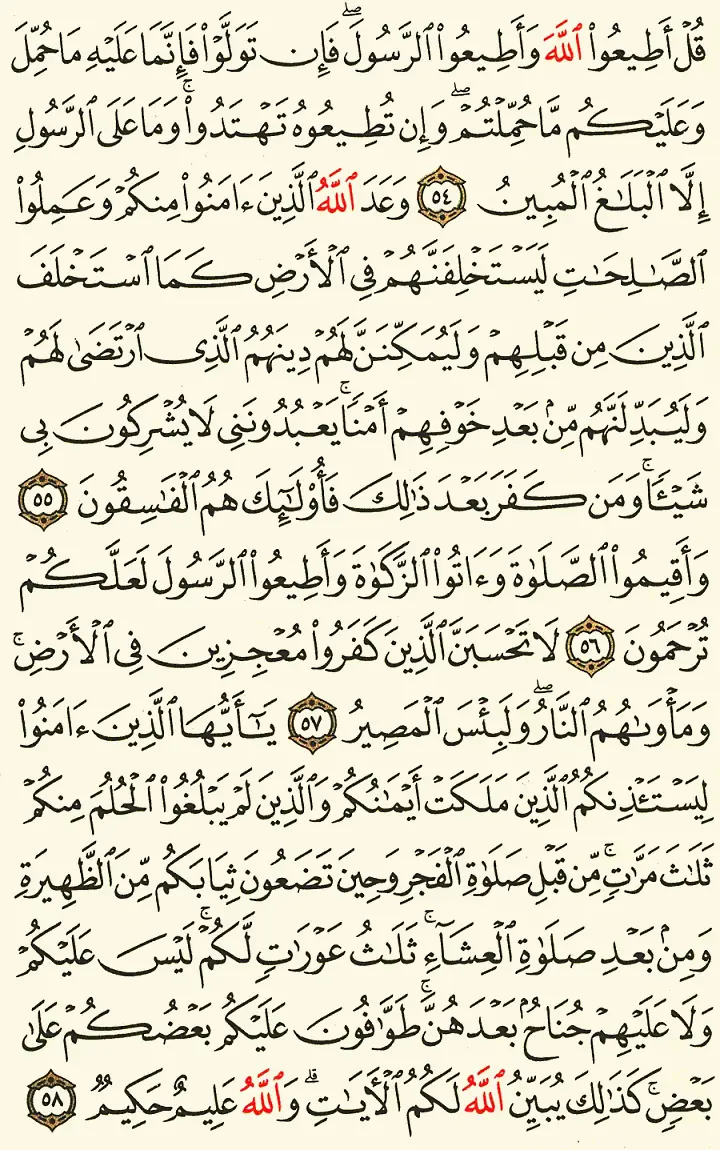 قُلْ أَطِيعُوا۟ ٱللَّهَ وَأَطِيعُوا۟ ٱلرَّسُولَ ۖ فَإِن تَوَلَّوْا۟ فَإِنَّمَا عَلَيْهِ مَا حُمِّلَ
وَعَلَيْكُم مَّا حُمِّلْتُمْ ۖ وَإِن تُطِيعُوهُ تَهْتَدُوا۟ ۚ وَمَا عَلَى ٱلرَّسُولِ
إِلَّا ٱلْبَلَـٰغُ ٱلْمُبِينُ ٥٤ وَعَدَ ٱللَّهُ ٱلَّذِينَ ءَامَنُوا۟ مِنكُمْ وَعَمِلُوا۟
ٱلصَّـٰلِحَـٰتِ لَيَسْتَخْلِفَنَّهُمْ فِى ٱلْأَرْضِ كَمَا ٱسْتَخْلَفَ
ٱلَّذِينَ مِن قَبْلِهِمْ وَلَيُمَكِّنَنَّ لَهُمْ دِينَهُمُ ٱلَّذِى ٱرْتَضَىٰ لَهُمْ
وَلَيُبَدِّلَنَّهُم مِّنۢ بَعْدِ خَوْفِهِمْ أَمْنًا ۚ يَعْبُدُونَنِى لَا يُشْرِكُونَ بِى
شَيْـًٔا ۚ وَمَن كَفَرَ بَعْدَ ذَٰلِكَ فَأُو۟لَـٰٓئِكَ هُمُ ٱلْفَـٰسِقُونَ ٥٥
وَأَقِيمُوا۟ ٱلصَّلَوٰةَ وَءَاتُوا۟ ٱلزَّكَوٰةَ وَأَطِيعُوا۟ ٱلرَّسُولَ لَعَلَّكُمْ
تُرْحَمُونَ ٥٦ لَا تَحْسَبَنَّ ٱلَّذِينَ كَفَرُوا۟ مُعْجِزِينَ فِى ٱلْأَرْضِ ۚ
وَمَأْوَىٰهُمُ ٱلنَّارُ ۖ وَلَبِئْسَ ٱلْمَصِيرُ ٥٧ يَـٰٓأَيُّهَا ٱلَّذِينَ ءَامَنُوا۟
لِيَسْتَـْٔذِنكُمُ ٱلَّذِينَ مَلَكَتْ أَيْمَـٰنُكُمْ وَٱلَّذِينَ لَمْ يَبْلُغُوا۟ ٱلْحُلُمَ مِنكُمْ
ثَلَـٰثَ مَرَّٰتٍ ۚ مِّن قَبْلِ صَلَوٰةِ ٱلْفَجْرِ وَحِينَ تَضَعُونَ ثِيَابَكُم مِّنَ ٱلظَّهِيرَةِ
وَمِنۢ بَعْدِ صَلَوٰةِ ٱلْعِشَآءِ ۚ ثَلَـٰثُ عَوْرَٰتٍ لَّكُمْ ۚ لَيْسَ عَلَيْكُمْ
وَلَا عَلَيْهِمْ جُنَاحٌۢ بَعْدَهُنَّ ۚ طَوَّٰفُونَ عَلَيْكُم بَعْضُكُمْ عَلَىٰ
بَعْضٍ ۚ كَذَٰلِكَ يُبَيِّنُ ٱللَّهُ لَكُمُ ٱلْـَٔايَـٰتِ ۗ وَٱللَّهُ عَلِيمٌ حَكِيمٌ ٥٨